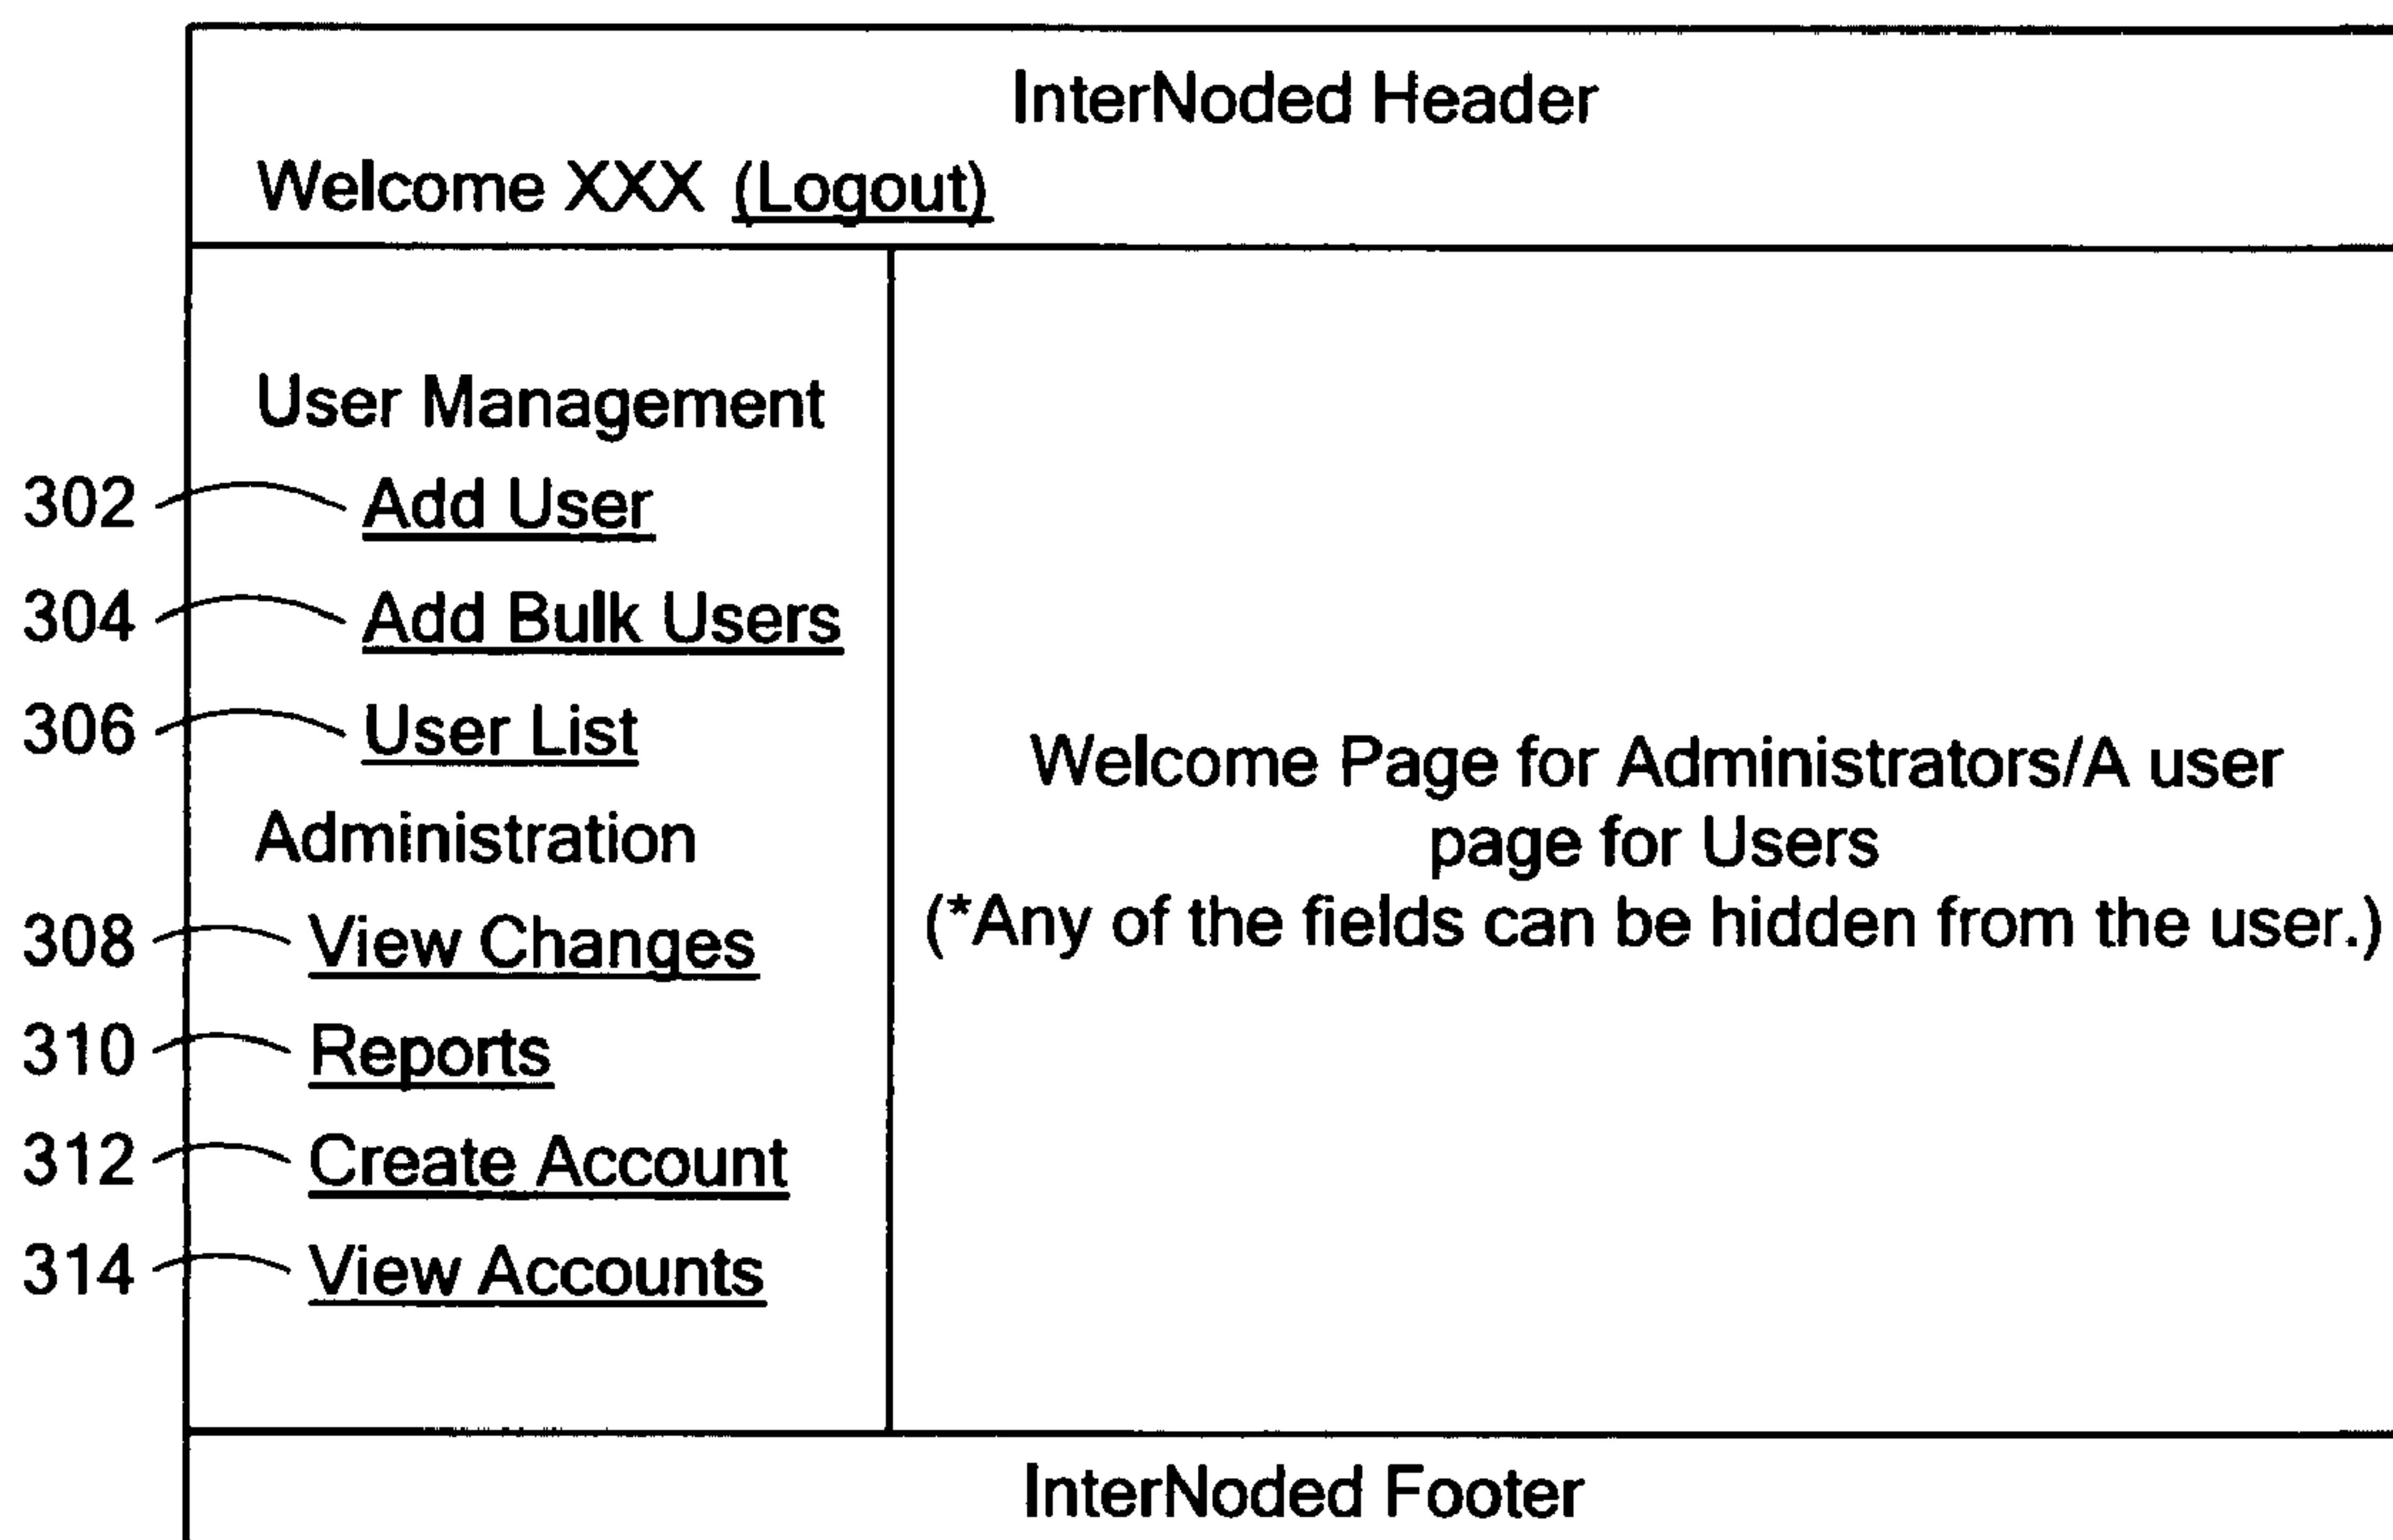 InterNoded Header
Welcome XXX (Logout)
User Management
302 Add User
304 Add Bulk Users
306 User List
Administration
308 View Changes
310 Reports
312 Create Account
314 View Accounts
Welcome Page for Administrators/A user
page for Users
(*Any of the fields can be hidden from the user.)
InterNoded Footer